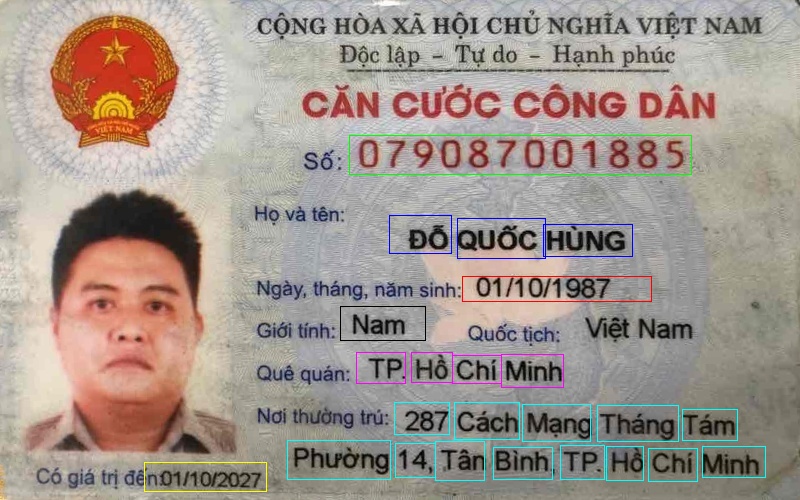 CỘNG HÒA XÃ HỘI CHỦ NGHĨA VIỆT NAM
Độc lập - Tự do - Hạnh phúc
CĂN CƯỚC CÔNG DÂN
VIỆT NAM
Số: 079087001885
Họ và tên:
ĐỖ QUỐC HÙNG
Ngày, tháng, năm sinh: 01/10/1987
Giới tính: Nam Quốc tịch: Việt Nam
Quê quán: TP. Hồ Chí Minh
Nơi thường trú: 287 Cách Mạng Tháng Tám
Phường 14, Tân Bình, TP. Hồ Chí Minh
Có giá trị đến: 01/10/2027